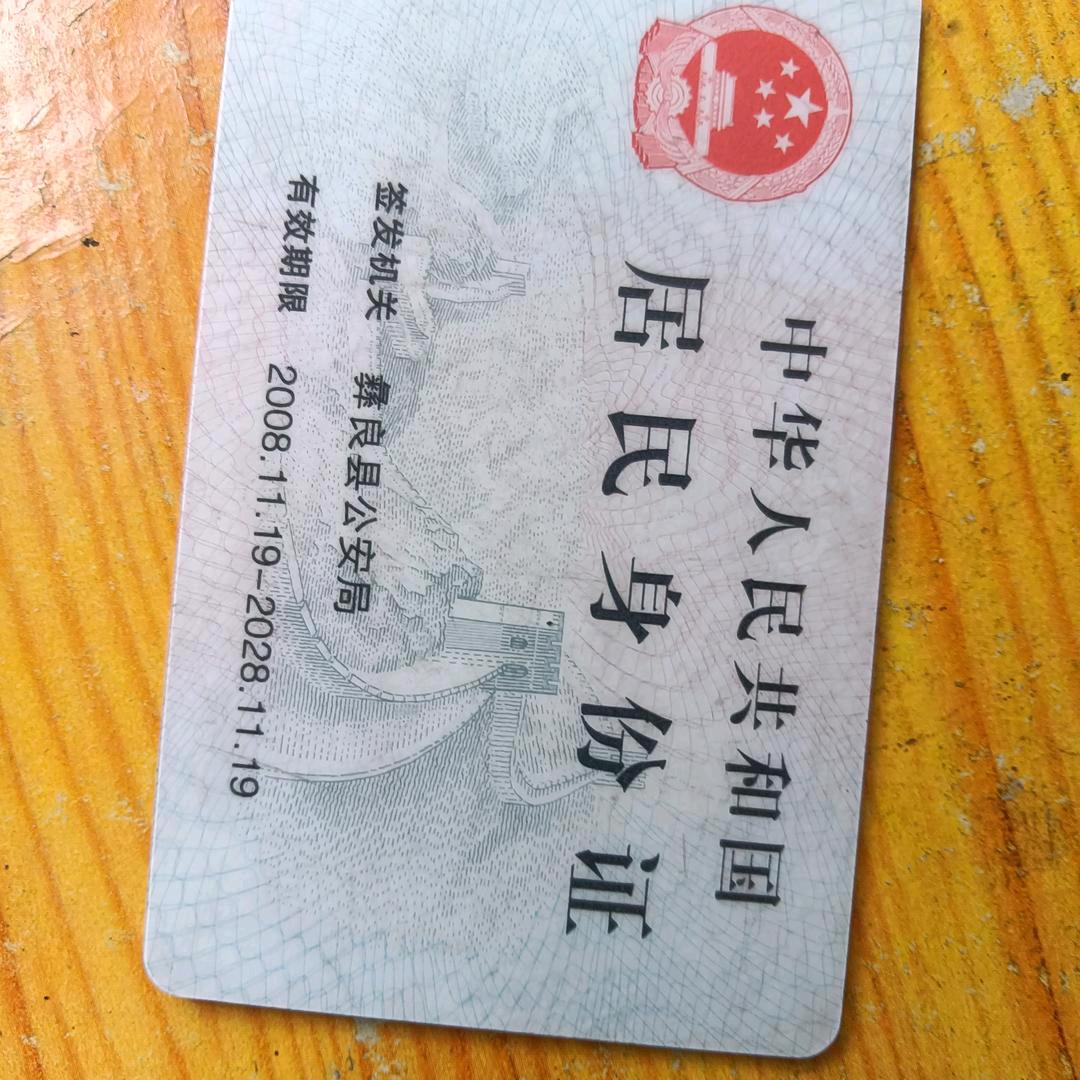 中华人民共和国
居民身份证
签发机关 彝良县公安局
有效期限 2008.11.19-2028.11.19